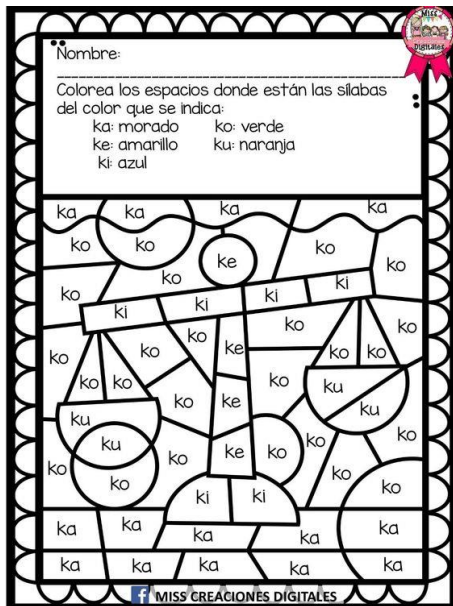 MISS
Digitales
Nombre:
Colorea los espacios donde están las sílabas
del color que se indica:
ka: morado ko: verde
ke: amarillo ku: naranja
ki: azul
ka ka ka ka
ko ko ke ko ko
ko ko ki
ki ki ki
ko ko ke ko ko
ko ko ko ko
ko ko ku
ku ko ke ku
ku ke ko ko ko
ko ko ko ko
ki ki
ka ka ka ka ka
ka ka ka ka ka
MISS CREACIONES DIGITALES